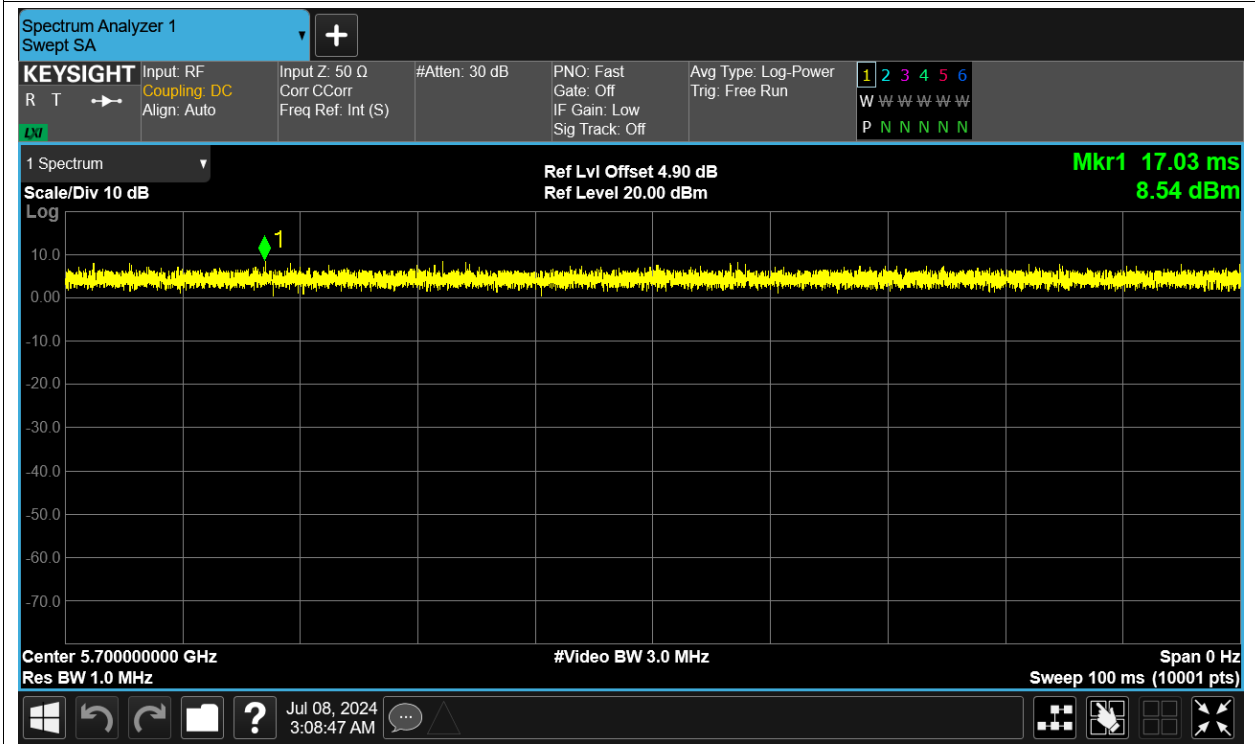 Spectrum Analyzer 1
Swept SA
KEYSIGHT
R T
LXI
Input: RF
Coupling: DC
Align: Auto
Input Z: 50 Ω
Corr CCorr
Freq Ref: Int (S)
#Atten: 30 dB
PNO: Fast
Gate: Off
IF Gain: Low
Sig Track: Off
Avg Type: Log-Power
Trig: Free Run
1 2 3 4 5 6
W W W W W W
P N N N N N
1 Spectrum
Scale/Div 10 dB
Ref Lvl Offset 4.90 dB
Ref Level 20.00 dBm
Mkr1 17.03 ms
8.54 dBm
Log
1
10.0
0.00
-10.0
-20.0
-30.0
-40.0
-50.0
-60.0
-70.0
Center 5.700000000 GHz
#Video BW 3.0 MHz
Span 0 Hz
Res BW 1.0 MHz
Sweep 100 ms (10001 pts)
?
Jul 08, 2024
3:08:47 AM